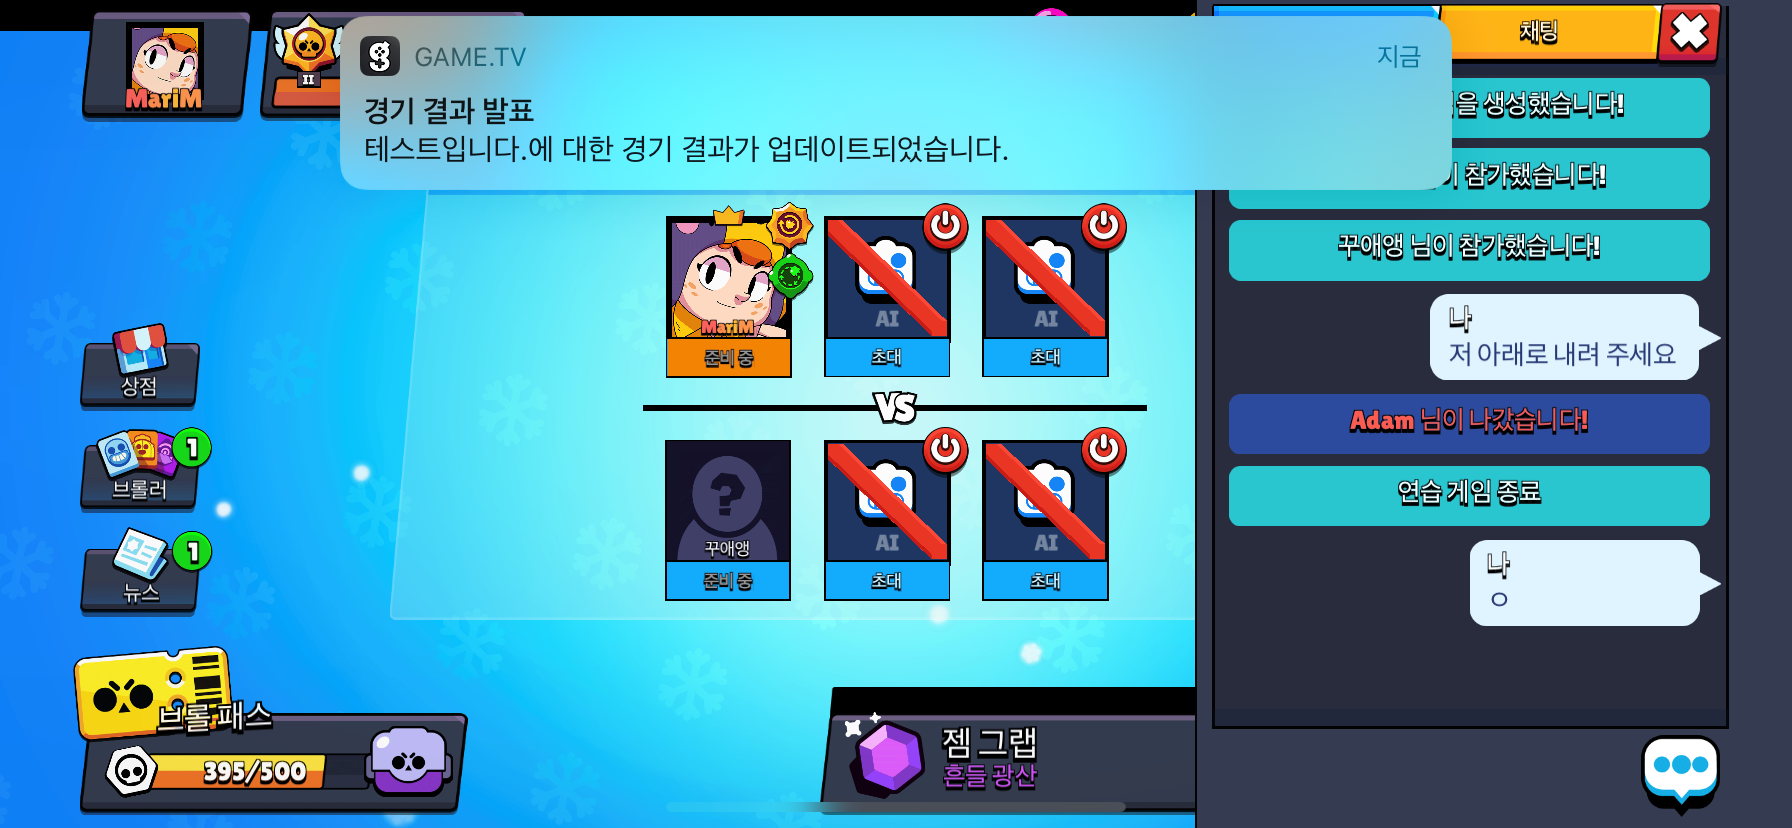 MariM
II
GAME.TV
지금
경기 결과 발표
테스트입니다.에 대한 경기 결과가 업데이트되었습니다.
채팅
을 생성했습니다!
참가했습니다!
꾸애앵 님이 참가했습니다!
나
저 아래로 내려 주세요
Adam 님이 나갔습니다!
연습 게임 종료
나
ㅇ
MariM
준비 중
AI
초대
AI
초대
VS
꾸애앵
준비 중
AI
초대
AI
초대
상점
브롤러
1
뉴스
1
브롤 패스
395/500
젬 그랩
흔들 광산